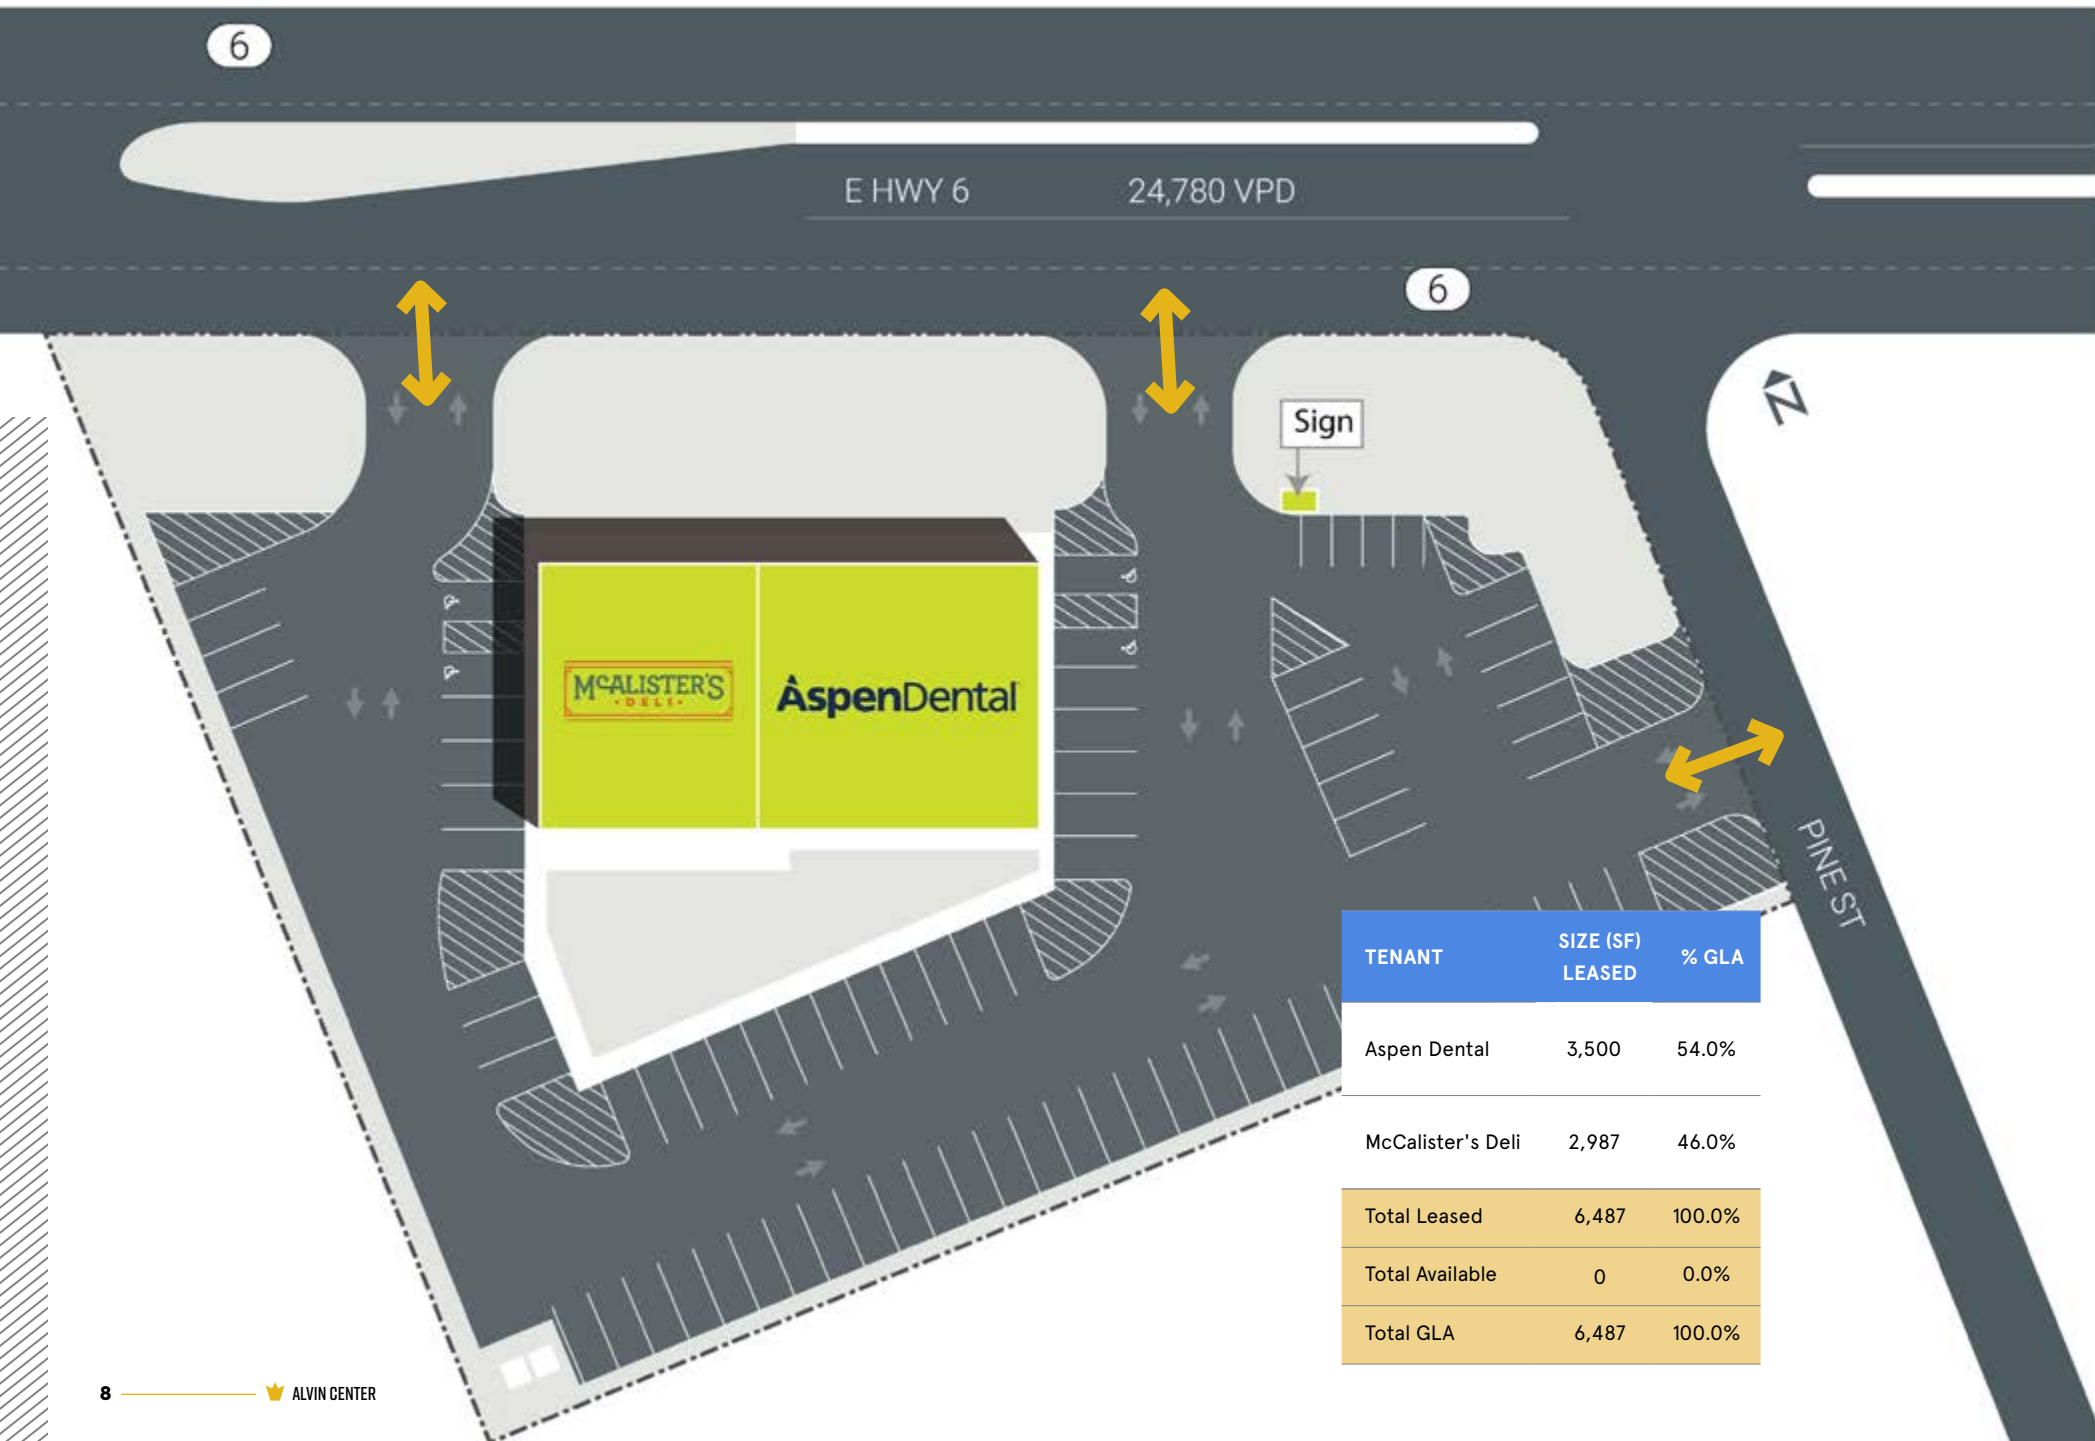 6
E HWY 6 24,780 VPD
6
Sign
N
MCALISTER'S
DELI
AspenDental
PINE ST
TENANT SIZE (SF) LEASED % GLA
Aspen Dental 3,500 54.0%
McCalister's Deli 2,987 46.0%
Total Leased 6,487 100.0%
Total Available 0 0.0%
Total GLA 6,487 100.0%
8 ALVIN CENTER